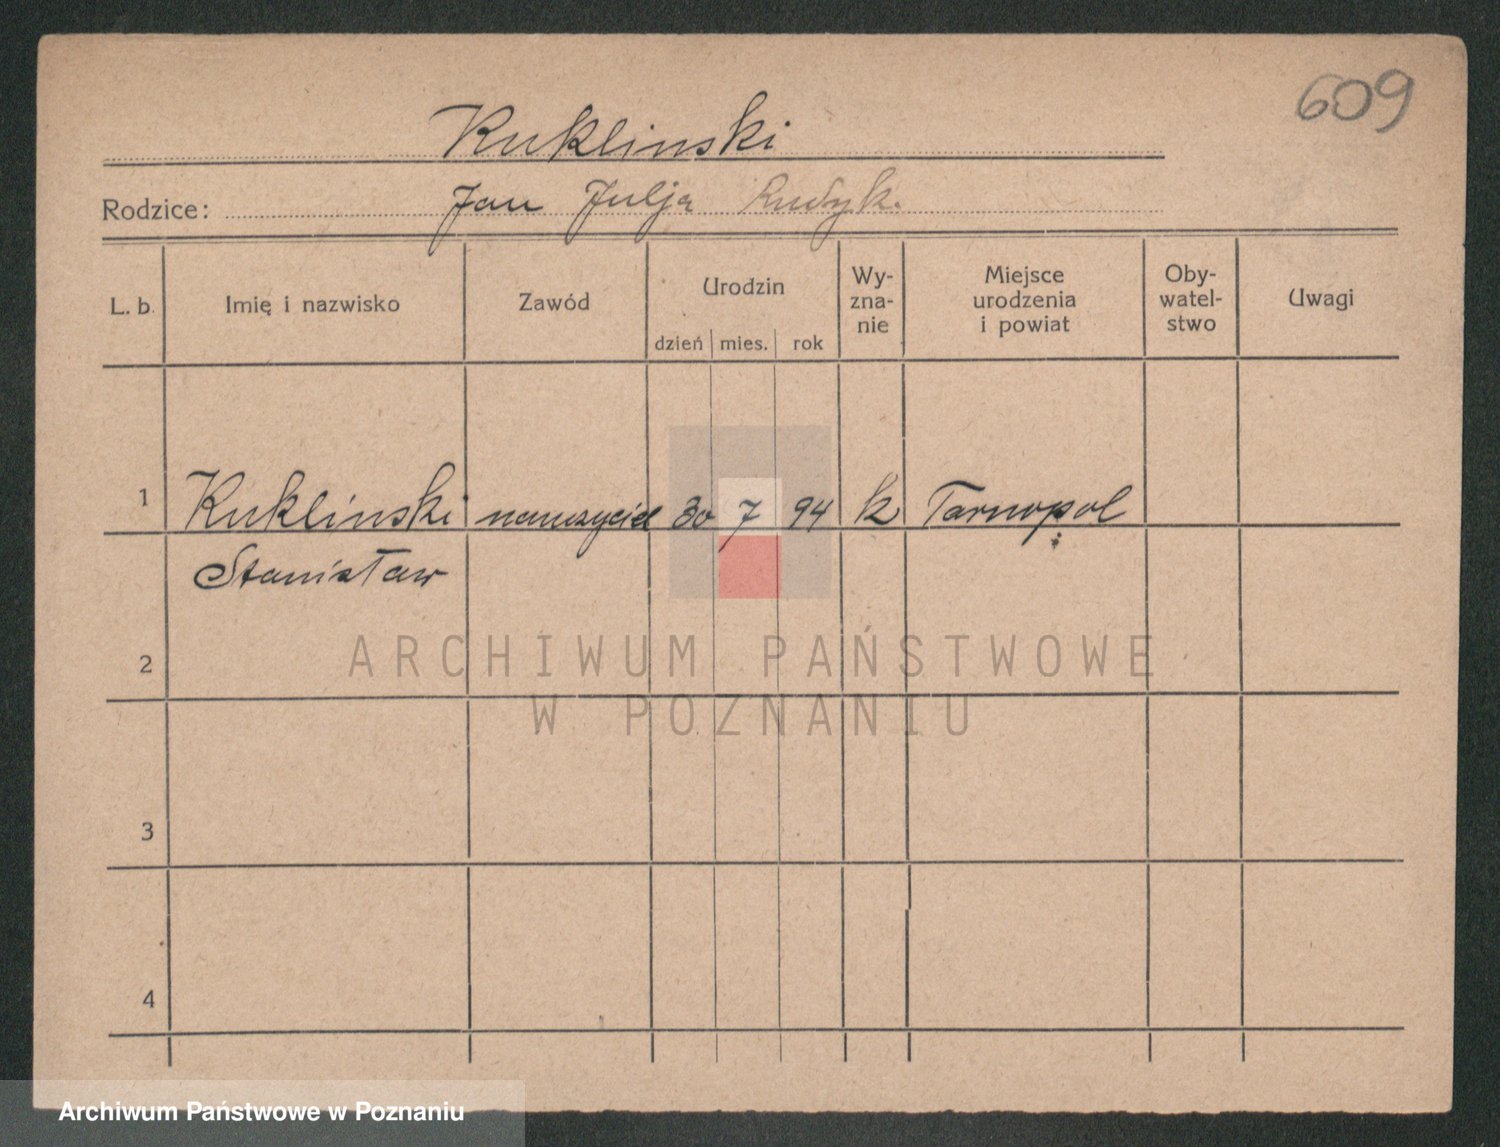 609
Kuklinski
Rodzice: Jan Julja Rudyk.
L. b. Imię i nazwisko Zawód Urodzin Wy- Miejsce Oby- Uwagi
zna- urodzenia watel-
nie i powiat stwo
dzień mies. rok
1 Kuklinski nauczyciel 30 7 94 k Tarnopol
Stanisław
2
ARCHIWUM PAŃSTWOWE
W POZNANIU
3
4
Archiwum Państwowe w Poznaniu